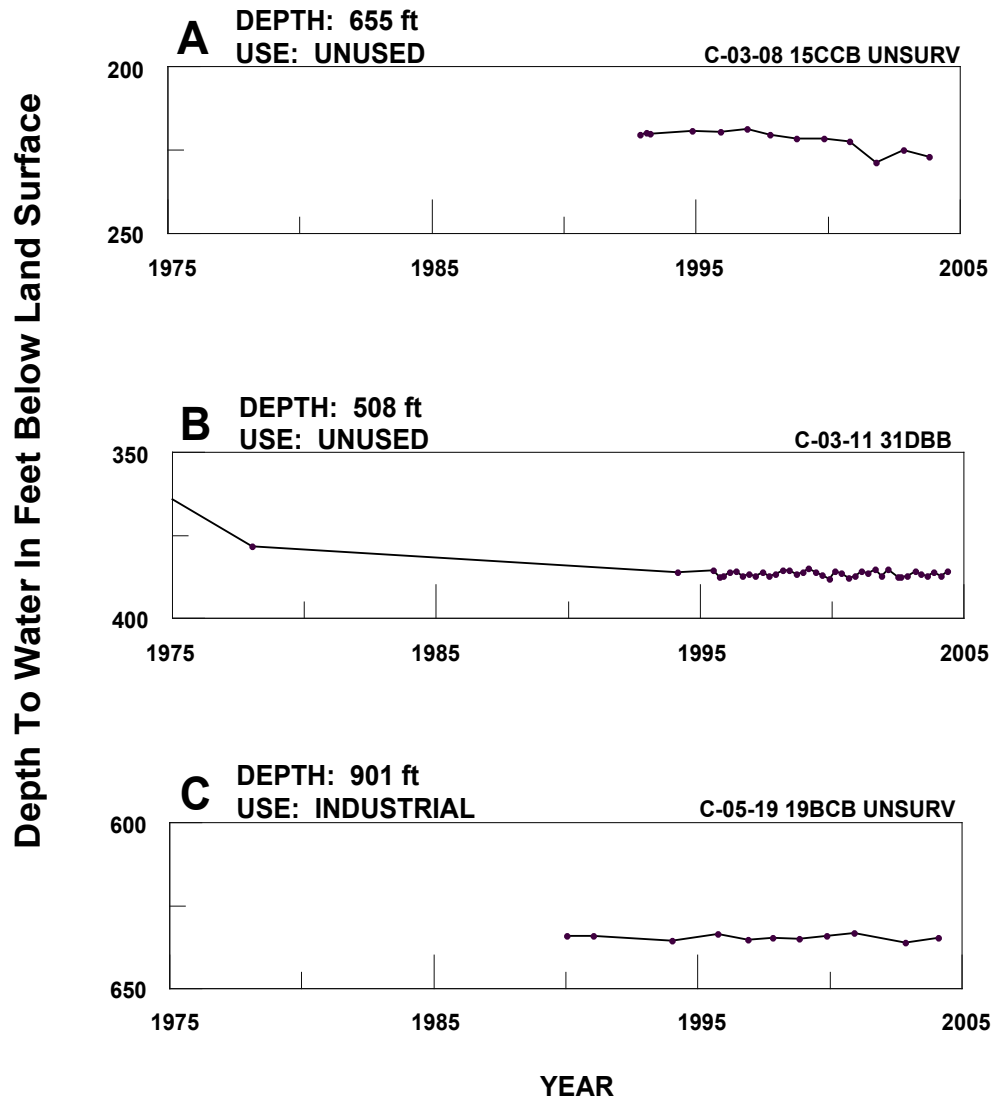 Depth To Water In Feet Below Land Surface
A
DEPTH: 655 ft
USE: UNUSED
C-03-08 15CCB UNSURV
200
250
1975 1985 1995 2005
B
DEPTH: 508 ft
USE: UNUSED
C-03-11 31DBB
350
400
1975 1985 1995 2005
C
DEPTH: 901 ft
USE: INDUSTRIAL
C-05-19 19BCB UNSURV
600
650
1975 1985 1995 2005
YEAR